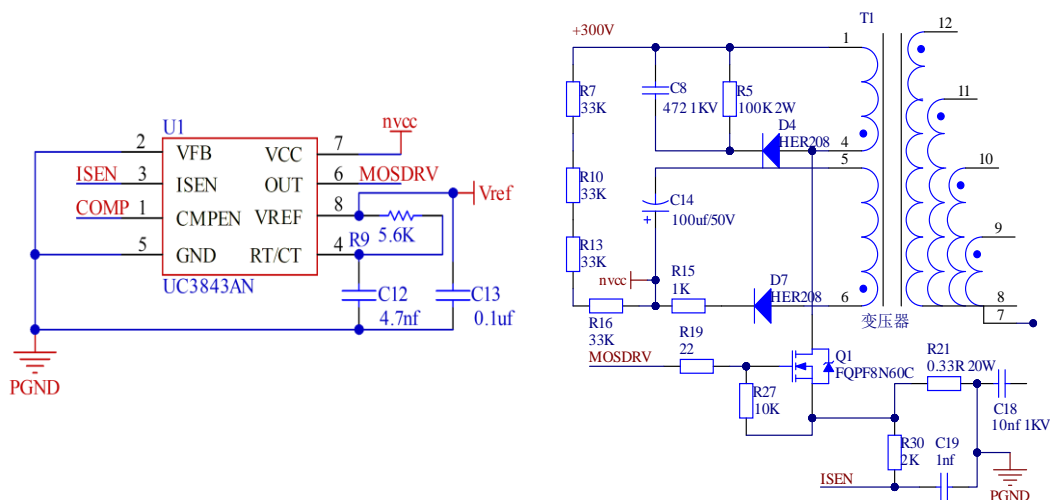 U1
2
VFB
VCC
7
nvcc
ISEN
3
ISEN
OUT
6
MOSDRV
COMP
1
CMPEN
VREF
8
Vref
5.6K
5
GND
RT/CT
4
R9
UC3843AN
C12
4.7nf
C13
0.1uf
PGND
T1
+300V
1
12
R7
33K
C8
472 1KV
R5
100K 2W
11
D4
HER208
4
5
10
R10
33K
C14
100uf/50V
+
R13
33K
9
nvcc
R15
1K
D7
HER208
6
8
7
变压器
R16
33K
R19
22
MOSDRV
Q1
FQPF8N60C
R21
0.33R 20W
R27
10K
C18
10nf 1KV
R30
2K
C19
1nf
ISEN
PGND